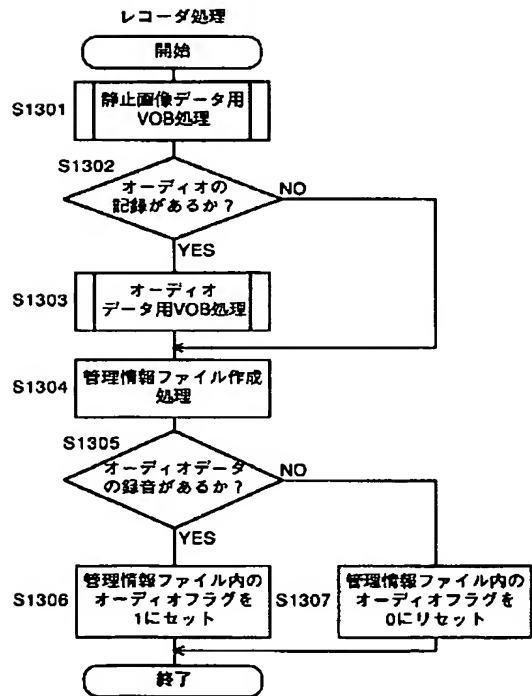 レコーダ処理
開始
S1301
静止画像データ用
VOB処理
S1302
オーディオの
記録があるか？
NO
YES
S1303
オーディオ
データ用VOB処理
S1304
管理情報ファイル作成
処理
S1305
オーディオデータ
の録音があるか？
NO
YES
S1306
管理情報ファイル内の
オーディオフラグを
1にセット
S1307
管理情報ファイル内の
オーディオフラグを
0にリセット
終了